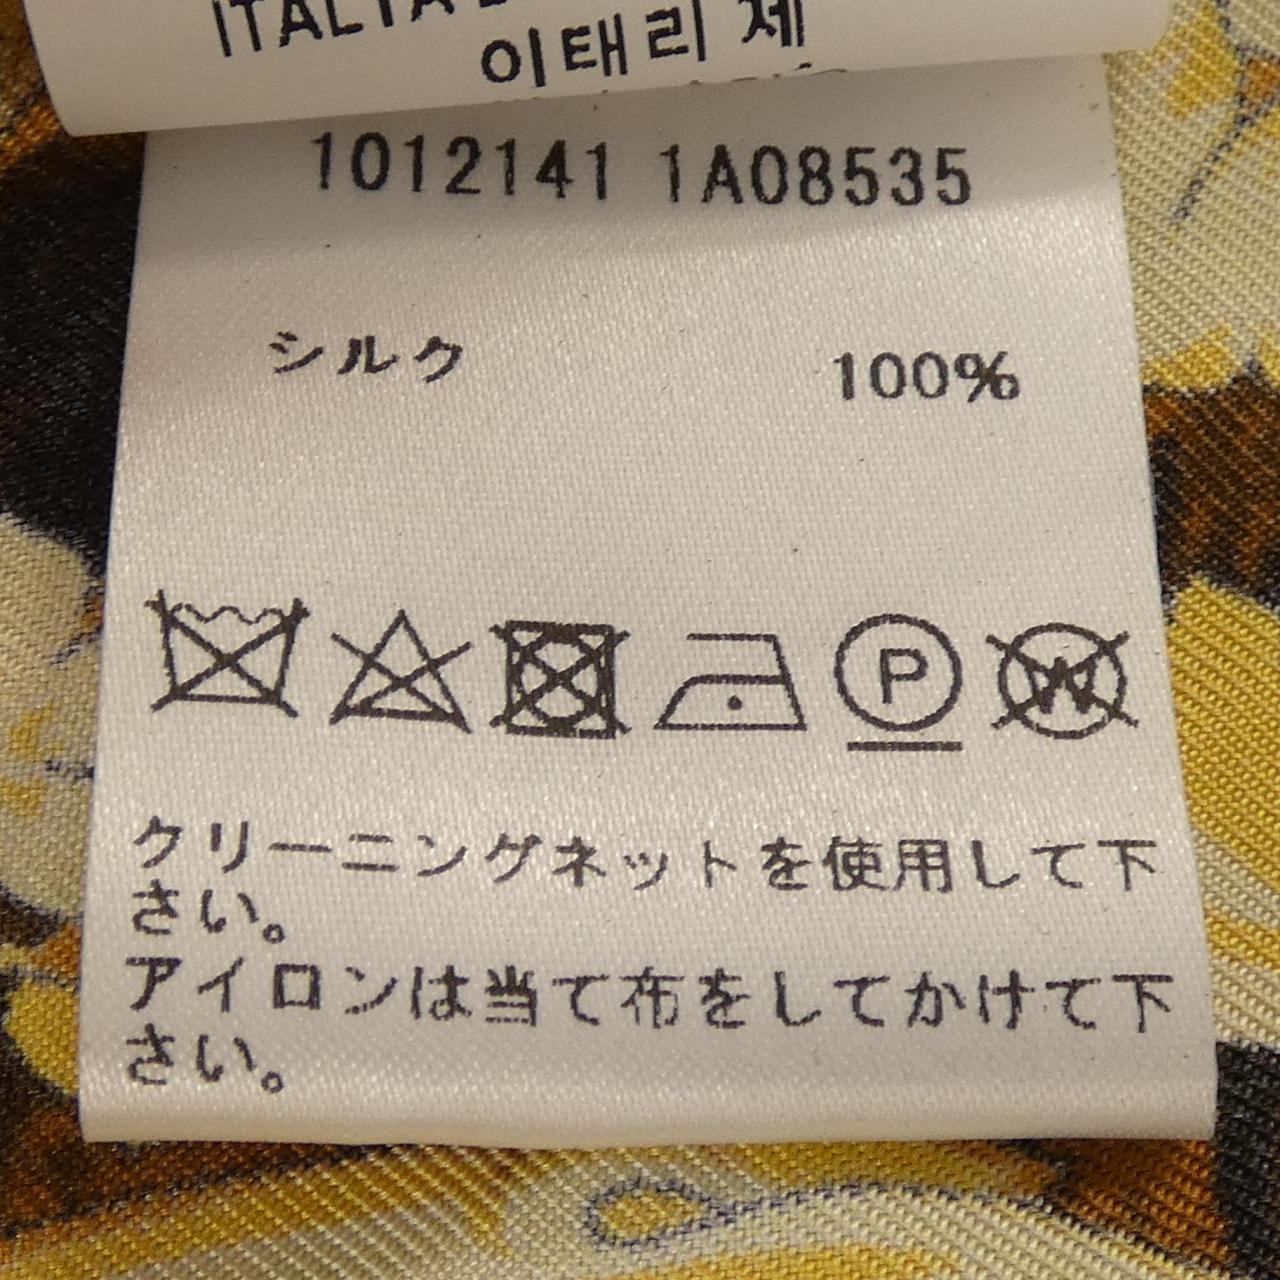 ITALIA
이태리 제
1012141 1A08535
シルク 100%
P W
クリーニングネットを使用して下
さい。
アイロンは当て布をしてかけて下
さい。